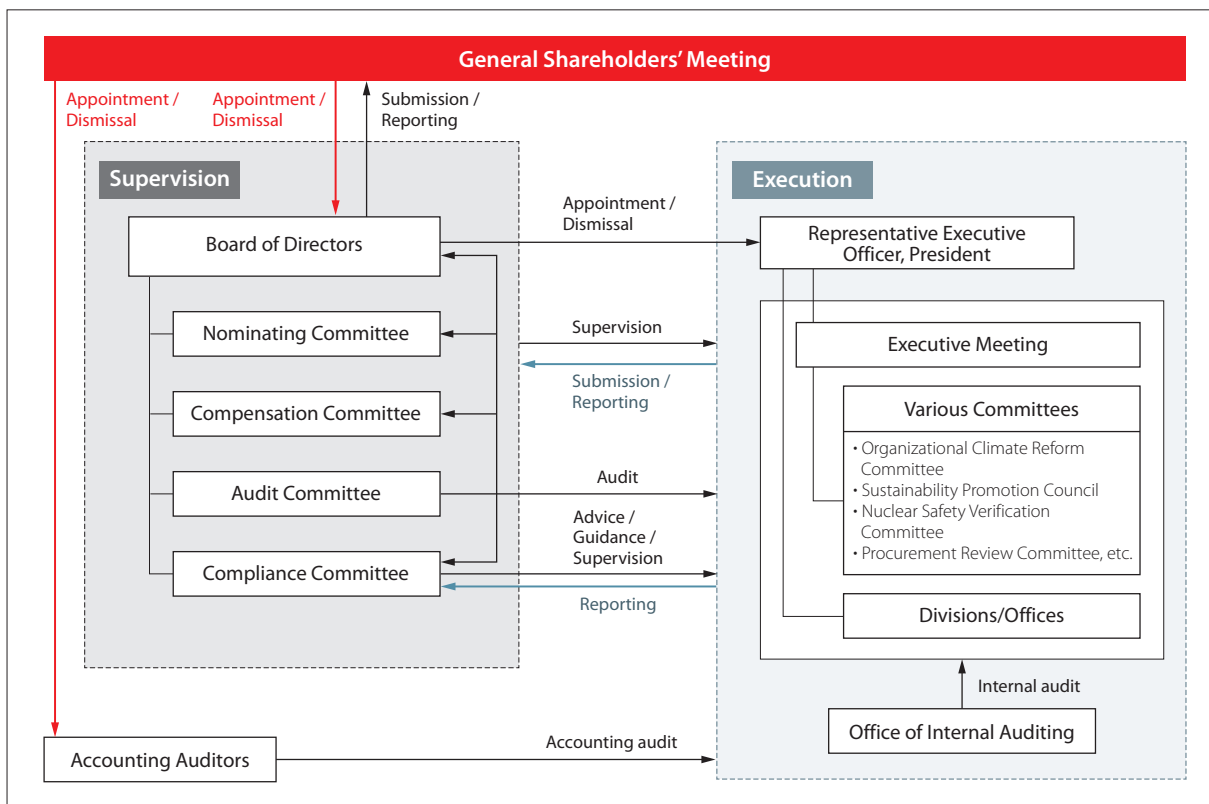 General Shareholders' Meeting
Appointment /
Dismissal
Appointment /
Dismissal
Submission /
Reporting
Supervision
Board of Directors
Nominating Committee
Compensation Committee
Audit Committee
Compliance Committee
Appointment /
Dismissal
Supervision
Submission /
Reporting
Audit
Advice /
Guidance /
Supervision
Reporting
Execution
Representative Executive
Officer, President
Executive Meeting
Various Committees
• Organizational Climate Reform
Committee
• Sustainability Promotion Council
• Nuclear Safety Verification
Committee
• Procurement Review Committee, etc.
Divisions/Offices
Internal audit
Office of Internal Auditing
Accounting Auditors
Accounting audit